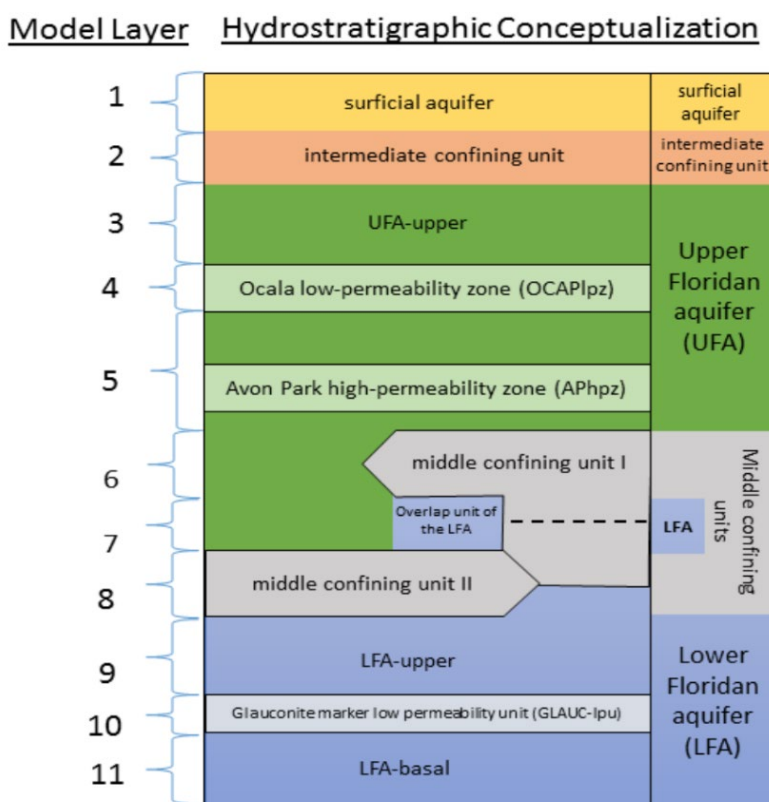 Model Layer
Hydrostratigraphic Conceptualization
1
surficial aquifer
surficial
aquifer
2
intermediate confining unit
intermediate
confining unit
3
UFA-upper
Upper
Floridan
aquifer
(UFA)
4
Ocala low-permeability zone (OCAPlpz)
5
Avon Park high-permeability zone (APhpz)
6
middle confining unit I
Middle confining
units
7
Overlap unit of
the LFA
LFA
8
middle confining unit II
9
LFA-upper
Lower
Floridan
aquifer
(LFA)
10
Glauconite marker low permeability unit (GLAUC-lpu)
11
LFA-basal